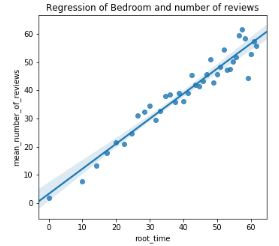 Regression of Bedroom and number of reviews
60
50
40
30
20
10
0
mean_number_of_reviews
0 10 20 30 40 50 60
root_time